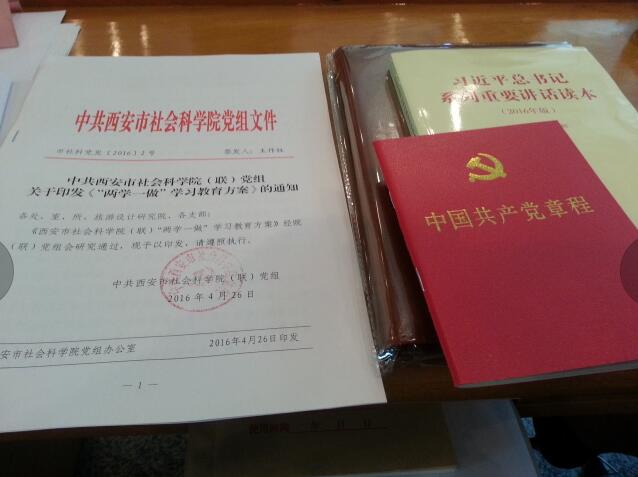 中共西安市社会科学院党组文件
市社科党发〔2016〕2号 签发人：王作权
中共西安市社会科学院（联）党组
关于印发《“两学一做”学习教育方案》的通知
各处、室、所，旅游设计研究院，各支部：
《西安市社会科学院（联）“两学一做”学习教育方案》经院
（联）党组会研究通过，现予以印发，请遵照执行。
中共西安市社会科学院（联）党组
2016年4月26日
安市社会科学院党组办公室 2016年4月26日印发
— 1 —
习近平总书记
系列重要讲话读本
（2016年版）
中国共产党章程
年 月 日